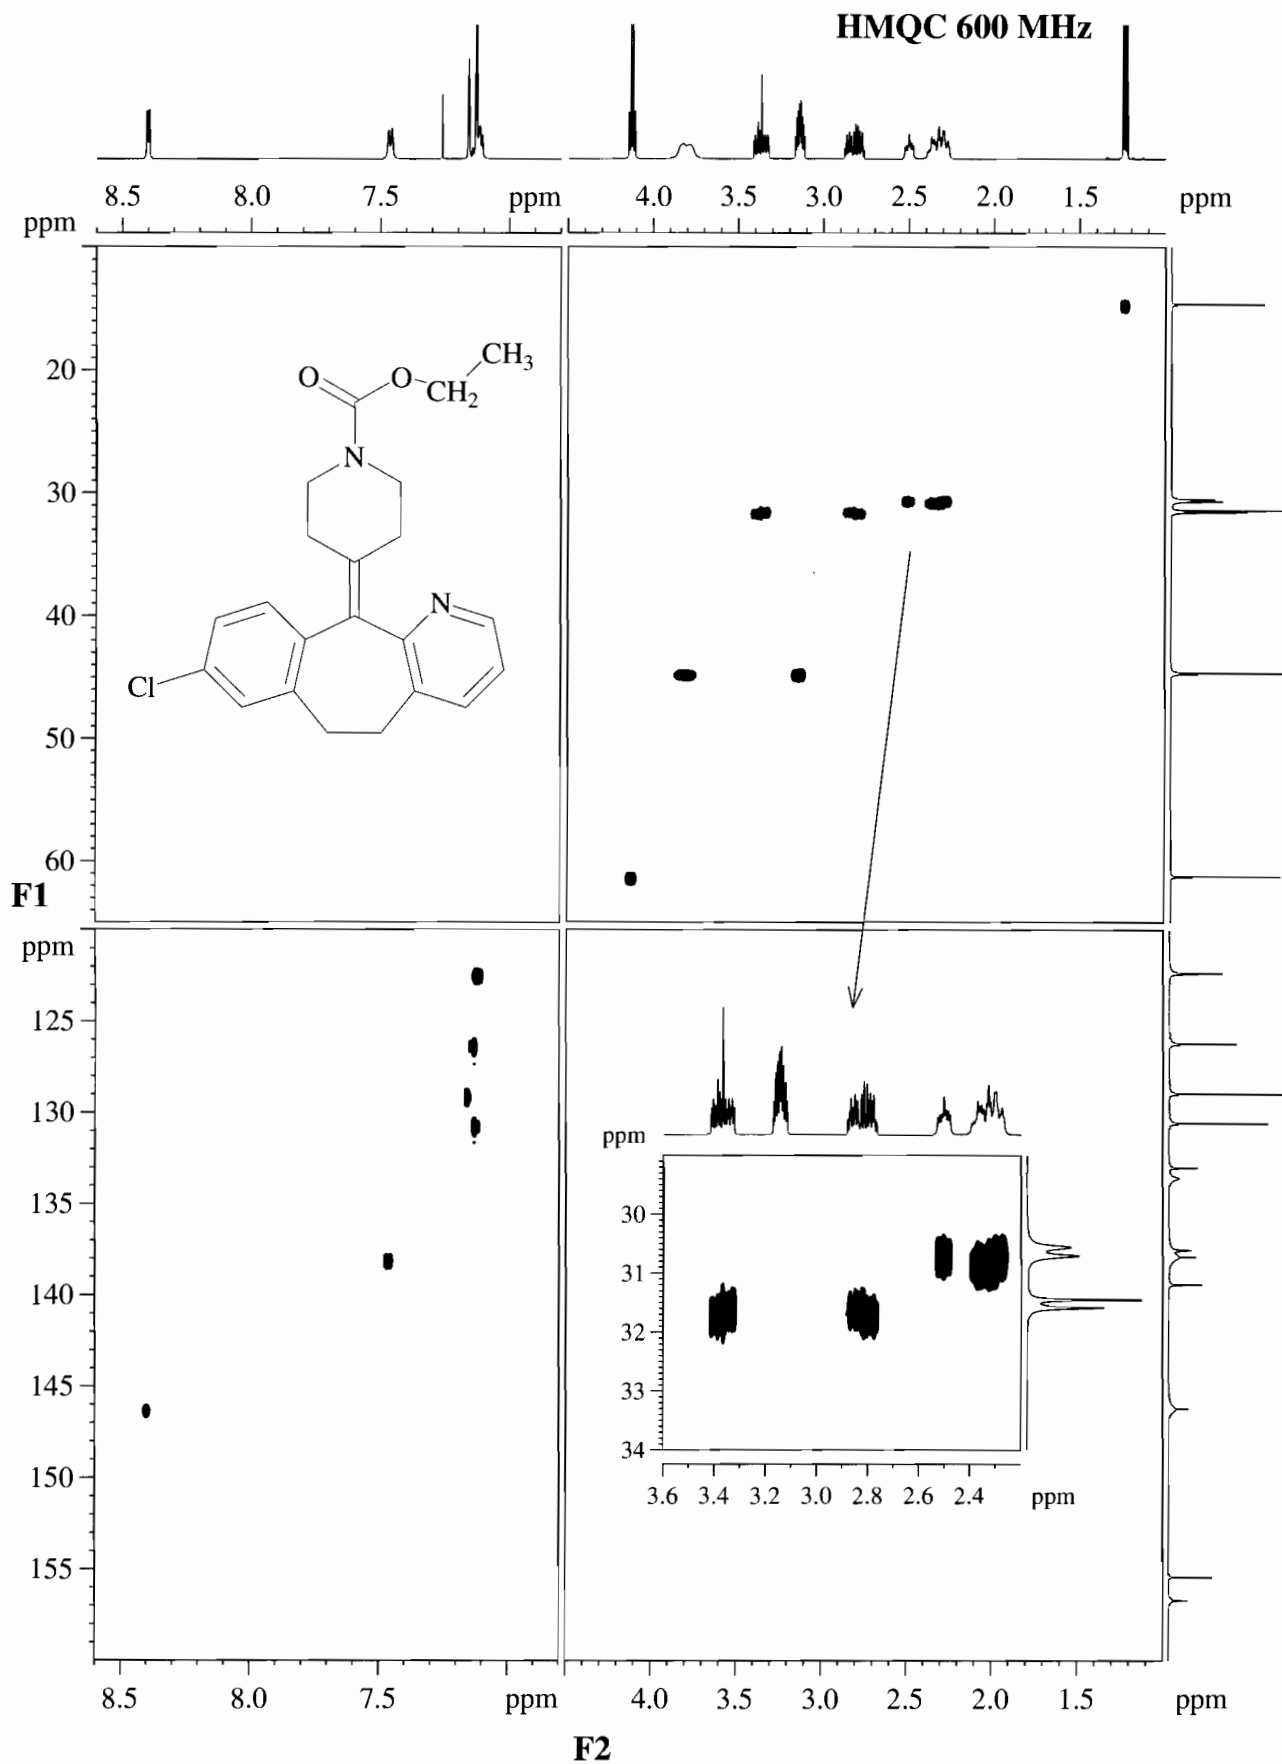 HMQC 600 MHz
8.5 8.0 7.5 ppm 4.0 3.5 3.0 2.5 2.0 1.5 ppm
ppm
20
30
40
50
60
F1
O O CH₃
CH₂
N
N
Cl
ppm
125
130
135
140
145
150
155
ppm
30
31
32
33
34
3.6 3.4 3.2 3.0 2.8 2.6 2.4 ppm
8.5 8.0 7.5 ppm 4.0 3.5 3.0 2.5 2.0 1.5 ppm
F2